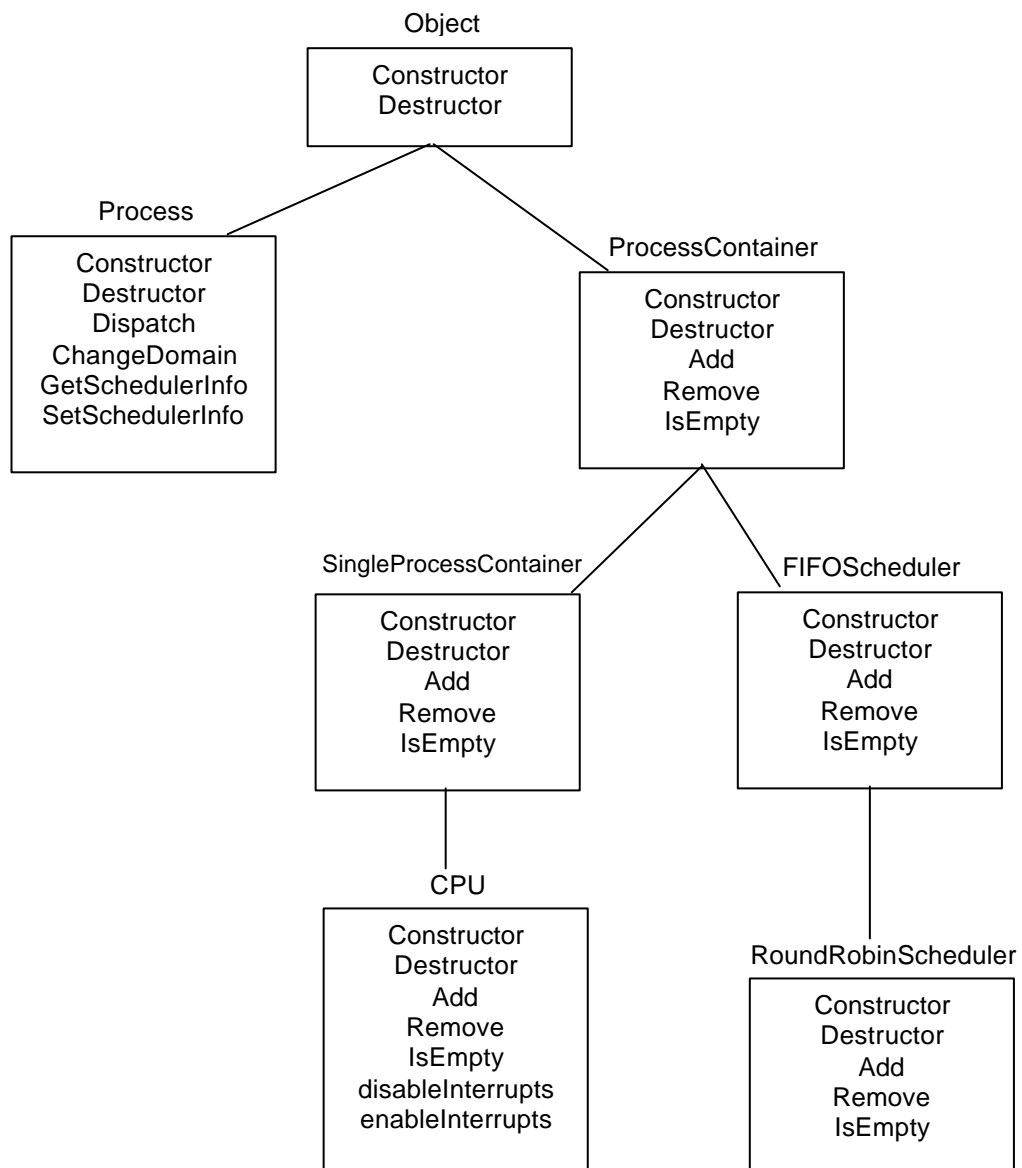 Object
Constructor
Destructor
Process
Constructor
Destructor
Dispatch
ChangeDomain
GetSchedulerInfo
SetSchedulerInfo
ProcessContainer
Constructor
Destructor
Add
Remove
IsEmpty
SingleProcessContainer
Constructor
Destructor
Add
Remove
IsEmpty
FIFOScheduler
Constructor
Destructor
Add
Remove
IsEmpty
CPU
Constructor
Destructor
Add
Remove
IsEmpty
disableInterrupts
enableInterrupts
RoundRobinScheduler
Constructor
Destructor
Add
Remove
IsEmpty